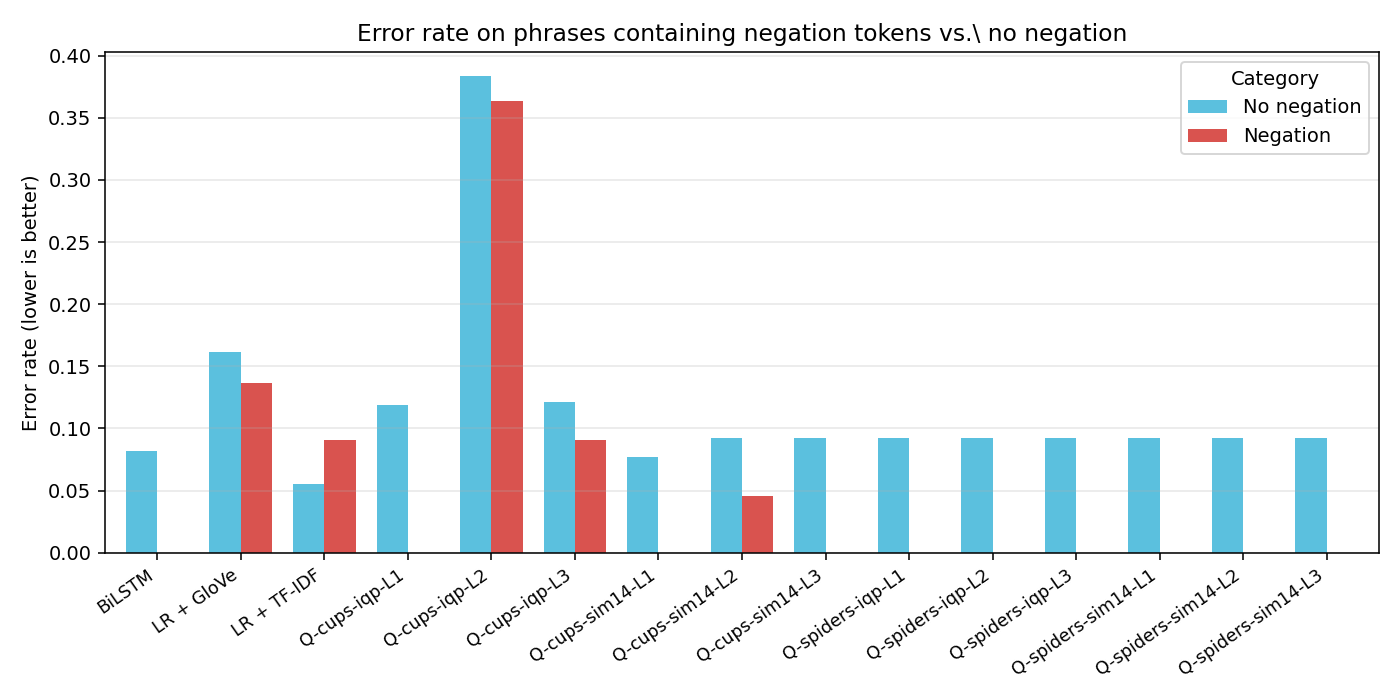 Error rate on phrases containing negation tokens vs.\ no negation
Error rate (lower is better)
0.40
0.35
0.30
0.25
0.20
0.15
0.10
0.05
0.00
Category
No negation
Negation
BiLSTM
LR + GloVe
LR + TF-IDF
Q-cups-iqp-L1
Q-cups-iqp-L2
Q-cups-iqp-L3
Q-cups-sim14-L1
Q-cups-sim14-L2
Q-cups-sim14-L3
Q-spiders-iqp-L1
Q-spiders-iqp-L2
Q-spiders-iqp-L3
Q-spiders-sim14-L1
Q-spiders-sim14-L2
Q-spiders-sim14-L3